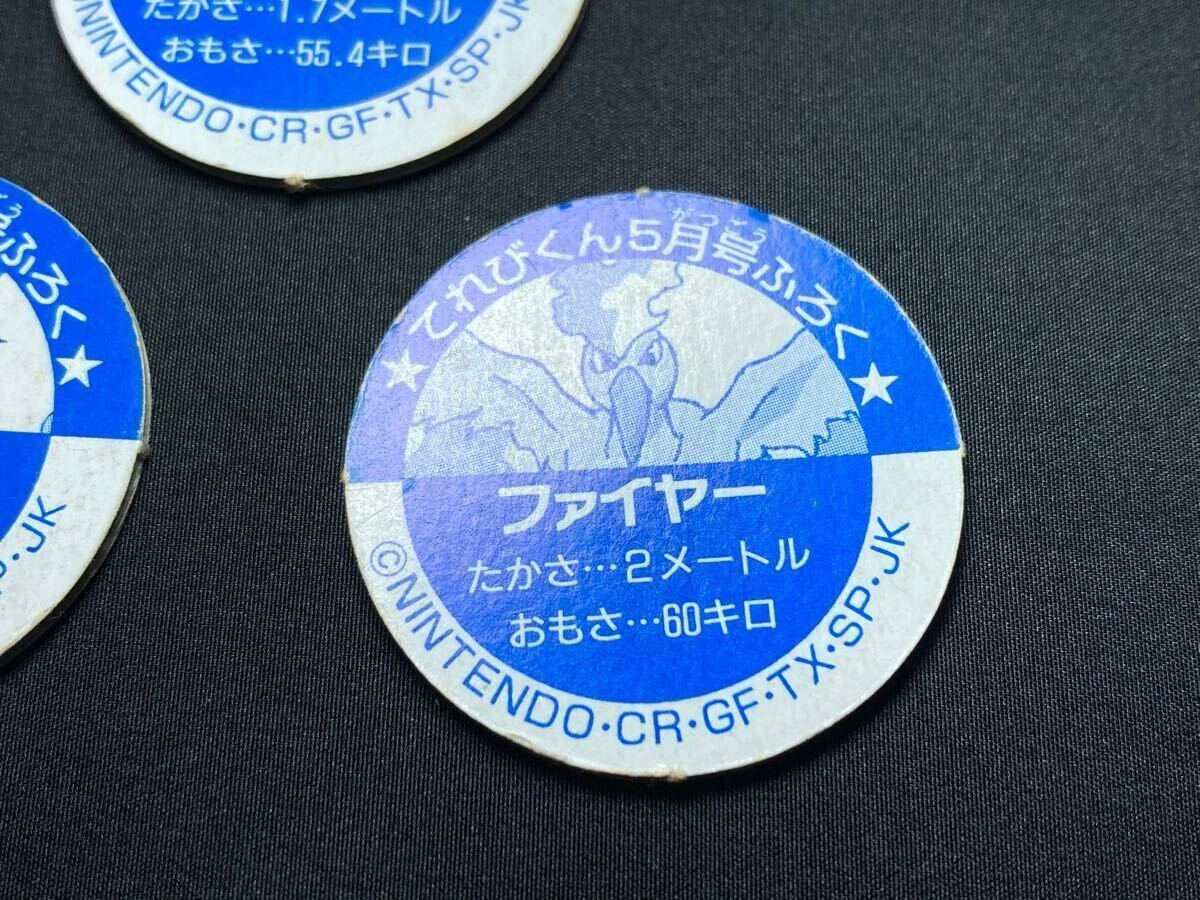 たかさ…1.7メートル
おもさ…55.4キロ
©NINTENDO・CR・GF・TX・SP・JK
号ふろく★
・JK
★てれびくん5月号ふろく★
がつごう
ファイヤー
たかさ…2メートル
おもさ…60キロ
©NINTENDO・CR・GF・TX・SP・JK